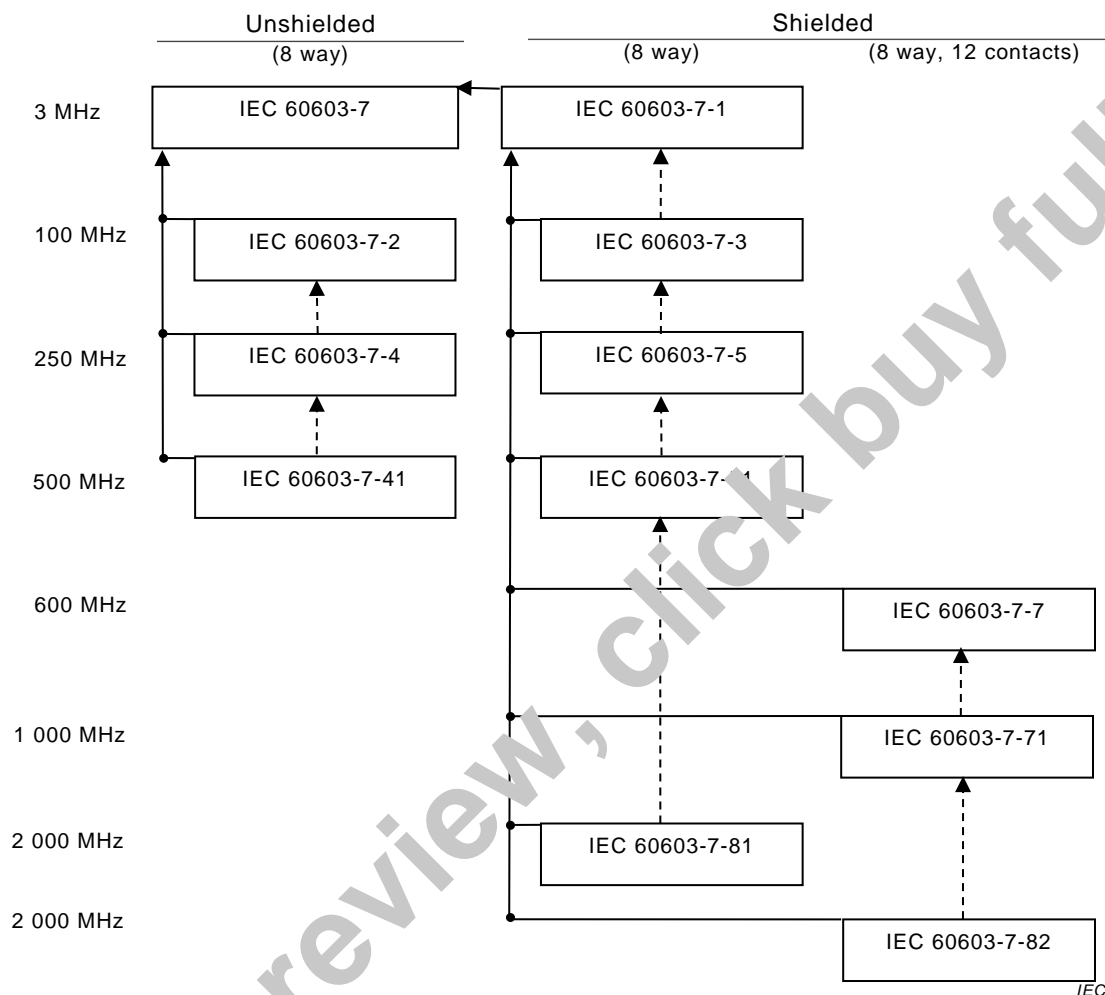 Unshielded Shielded
(8 way) (8 way) (8 way, 12 contacts)
3 MHz IEC 60603-7 IEC 60603-7-1
100 MHz IEC 60603-7-2 IEC 60603-7-3
250 MHz IEC 60603-7-4 IEC 60603-7-5
500 MHz IEC 60603-7-41
600 MHz IEC 60603-7-7
1 000 MHz IEC 60603-7-71
2 000 MHz IEC 60603-7-81
2 000 MHz IEC 60603-7-82
IEC
review, click buy